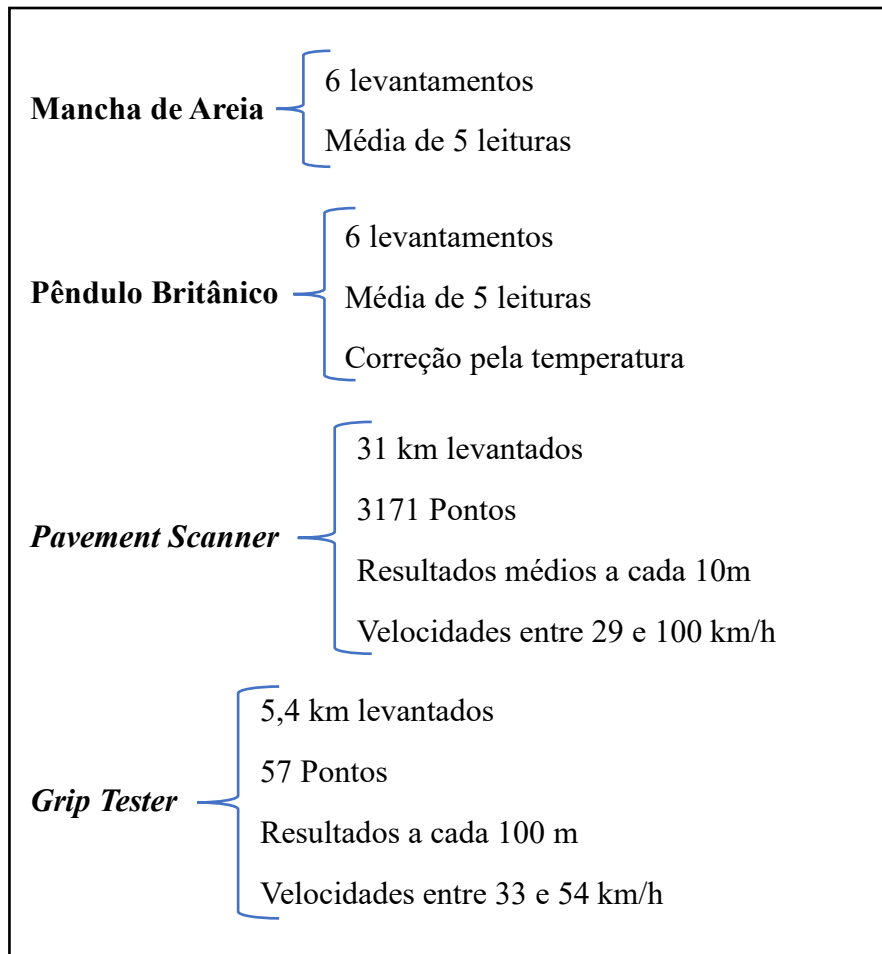 Mancha de Areia
6 levantamentos
Média de 5 leituras
Pêndulo Britânico
6 levantamentos
Média de 5 leituras
Correção pela temperatura
Pavement Scanner
31 km levantados
3171 Pontos
Resultados médios a cada 10m
Velocidades entre 29 e 100 km/h
Grip Tester
5,4 km levantados
57 Pontos
Resultados a cada 100 m
Velocidades entre 33 e 54 km/h